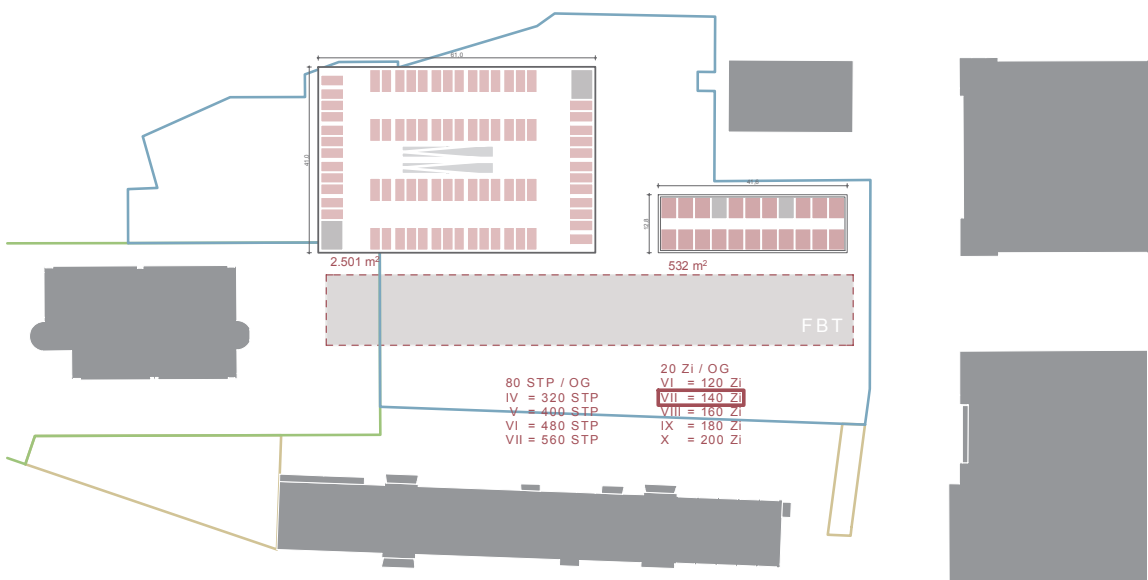 61,0
41,0
41,0
12,8
2.501 m²
532 m²
FBT
80 STP / OG
IV = 320 STP
V = 400 STP
VI = 480 STP
VII = 560 STP
20 Zi / OG
VI = 120 Zi
VII = 140 Zi
VIII = 160 Zi
IX = 180 Zi
X = 200 Zi